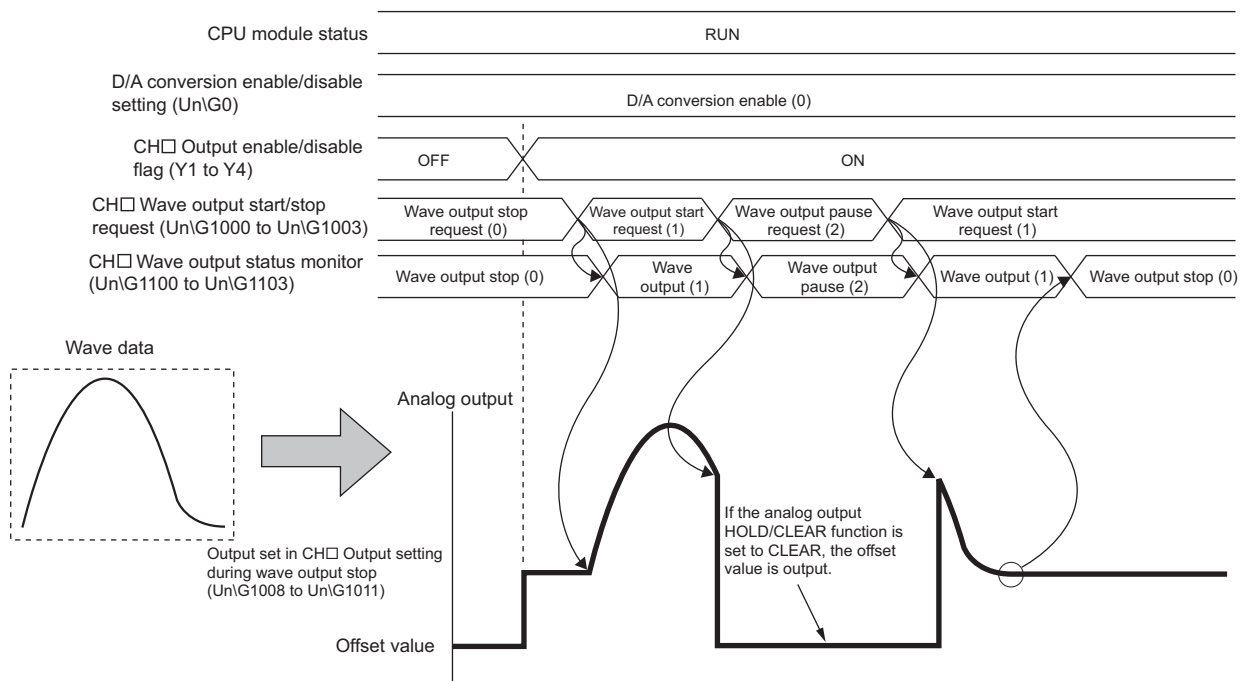 CPU module status
RUN
D/A conversion enable/disable
setting (Un\G0)
D/A conversion enable (0)
CH□ Output enable/disable
flag (Y1 to Y4)
OFF
ON
CH□ Wave output start/stop
request (Un\G1000 to Un\G1003)
Wave output stop
request (0)
Wave output start
request (1)
Wave output pause
request (2)
Wave output start
request (1)
CH□ Wave output status monitor
(Un\G1100 to Un\G1103)
Wave output stop (0)
Wave
output (1)
Wave output
pause (2)
Wave output (1)
Wave output stop (0)
Wave data
Analog output
If the analog output
HOLD/CLEAR function is
set to CLEAR, the offset
value is output.
Output set in CH□ Output setting
during wave output stop
(Un\G1008 to Un\G1011)
Offset value